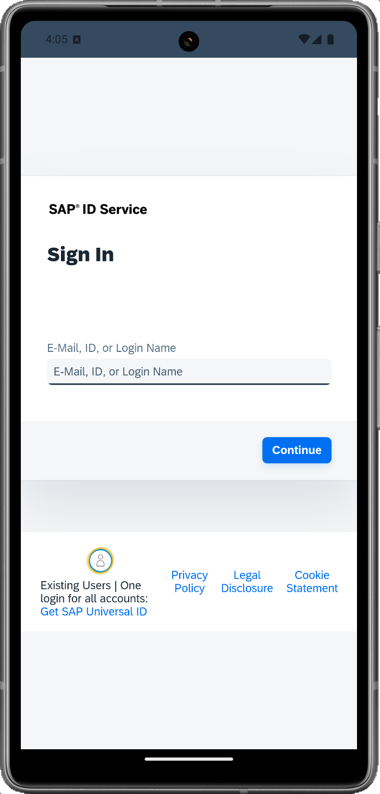 4:05 A
SAP® ID Service
Sign In
E-Mail, ID, or Login Name
E-Mail, ID, or Login Name
Continue
Existing Users | One
login for all accounts:
Get SAP Universal ID
Privacy
Policy
Legal
Disclosure
Cookie
Statement